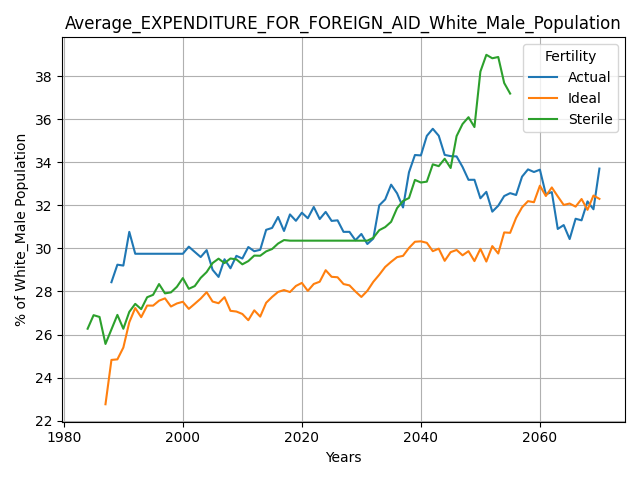 Average_EXPENDITURE_FOR_FOREIGN_AID_White_Male_Population
Fertility
Actual
Ideal
Sterile
% of White_Male Population
38
36
34
32
30
28
26
24
22
1980
2000
2020
2040
2060
Years